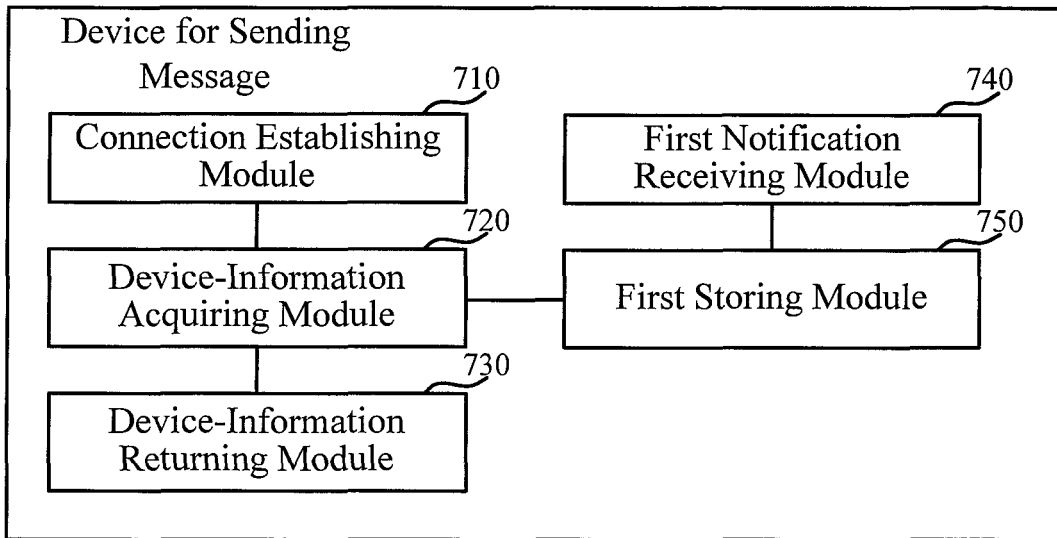 Device for Sending
Message
710
Connection Establishing
Module
740
First Notification
Receiving Module
720
Device-Information
Acquiring Module
750
First Storing Module
730
Device-Information
Returning Module